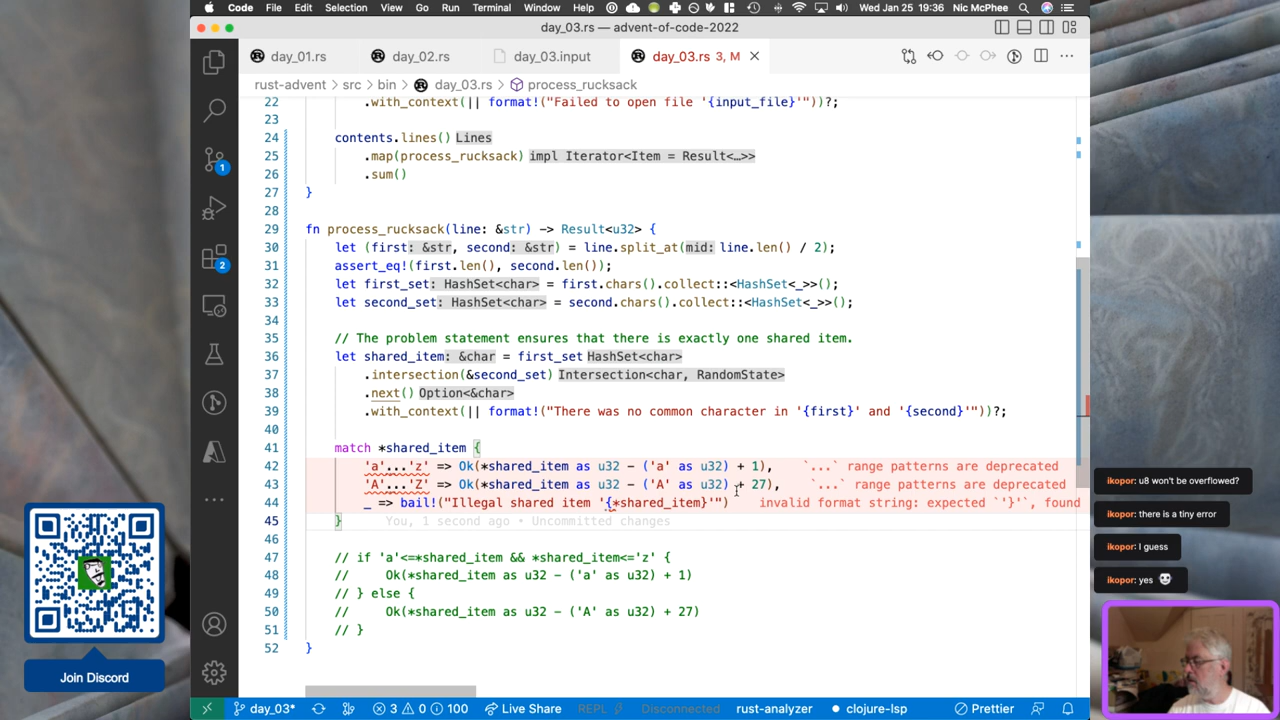 Code File Edit Selection View Go Run Terminal Window Help Wed Jan 25 19:36 Nic McPhee
day_03.rs — advent-of-code-2022
day_01.rs day_02.rs day_03.input day_03.rs 3, M
rust-advent > src > bin > day_03.rs > process_rucksack
22 .with_context(|| format!("Failed to open file '{input_file}'"))?;
23
24 contents.lines() Lines
25 .map(process_rucksack) impl Iterator<Item = Result<…>>
26 .sum()
27 }
28
29 fn process_rucksack(line: &str) -> Result<u32> {
30 let (first: &str, second: &str) = line.split_at(mid: line.len() / 2);
31 assert_eq!(first.len(), second.len());
32 let first_set: HashSet<char> = first.chars().collect::<HashSet<_>>();
33 let second_set: HashSet<char> = second.chars().collect::<HashSet<_>>();
34
35 // The problem statement ensures that there is exactly one shared item.
36 let shared_item: &char = first_set HashSet<char>
37 .intersection(&second_set) Intersection<char, RandomState>
38 .next() Option<&char>
39 .with_context(|| format!("There was no common character in '{first}' and '{second}'"))?;
40
41 match *shared_item {
42 'a'...'z' => Ok(*shared_item as u32 - ('a' as u32) + 1), `...` range patterns are deprecated
43 'A'...'Z' => Ok(*shared_item as u32 - ('A' as u32) + 27), `...` range patterns are deprecated
44 _ => bail!("Illegal shared item '{*shared_item}'") invalid format string: expected `'}'`, found
45 } You, 1 second ago • Uncommitted changes
46
47 // if 'a'<=*shared_item && *shared_item<='z' {
48 // Ok(*shared_item as u32 - ('a' as u32) + 1)
49 // } else {
50 // Ok(*shared_item as u32 - ('A' as u32) + 27)
51 // }
52 }
1
2
Join Discord
ikopor: u8 won't be overflowed?
ikopor: there is a tiny error
ikopor: I guess
ikopor: yes
day_03* 3 0 100 Live Share REPL Disconnected rust-analyzer clojure-lsp Prettier